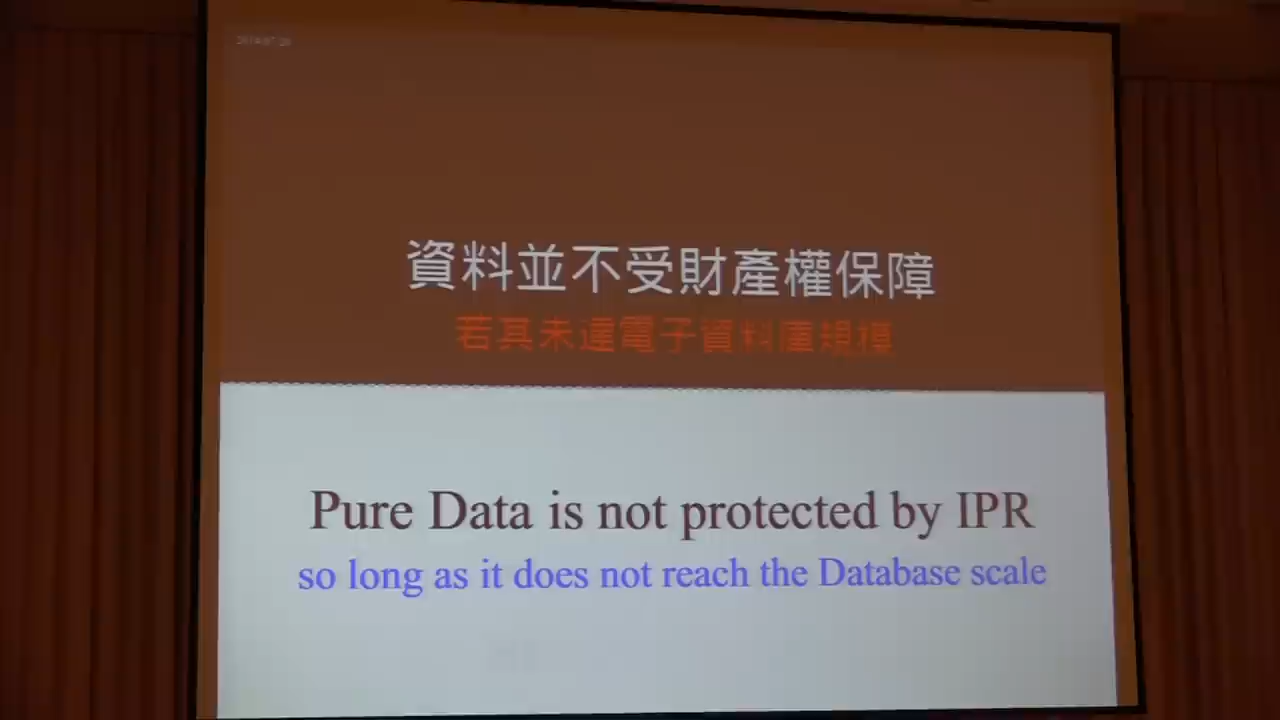 資料並不受財產權保障
若其未達電子資料庫規模
Pure Data is not protected by IPR
so long as it does not reach the Database scale